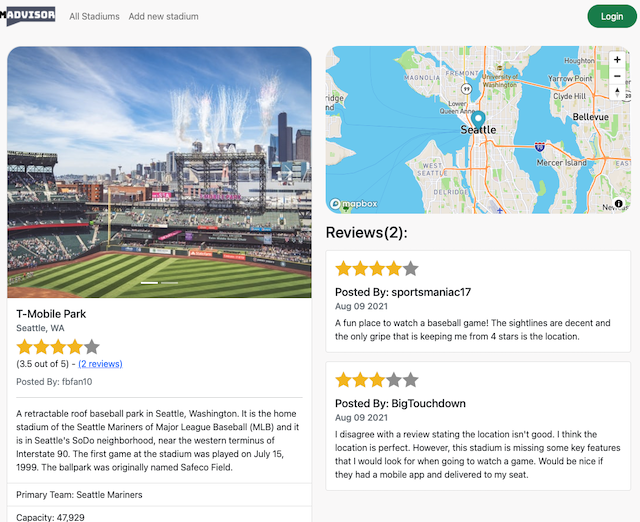 MADVISOR
All Stadiums
Add new stadium
Login
T-Mobile Park
Seattle, WA
(3.5 out of 5) - (2 reviews)
Posted By: fbfan10
A retractable roof baseball park in Seattle, Washington. It is the home
stadium of the Seattle Mariners of Major League Baseball (MLB) and it
is in Seattle's SoDo neighborhood, near the western terminus of
Interstate 90. The first game at the stadium was played on July 15,
1999. The ballpark was originally named Safeco Field.
Primary Team: Seattle Mariners
Capacity: 47,929
Houghton
MAGNOLIA
FREMONT
University of
Washington
Yarrow Point
Clyde Hill
99
Lower
Queen Anne
Bellevue
Seattle
90
Mercer Island
WEST
SEATTLE
EAST
DELRIDGE
mapbox
Reviews(2):
Posted By: sportsmaniac17
Aug 09 2021
A fun place to watch a baseball game! The sightlines are decent and
the only gripe that is keeping me from 4 stars is the location.
Posted By: BigTouchdown
Aug 09 2021
I disagree with a review stating the location isn't good. I think the
location is perfect. However, this stadium is missing some key features
that I would look for when going to watch a game. Would be nice if
they had a mobile app and delivered to my seat.